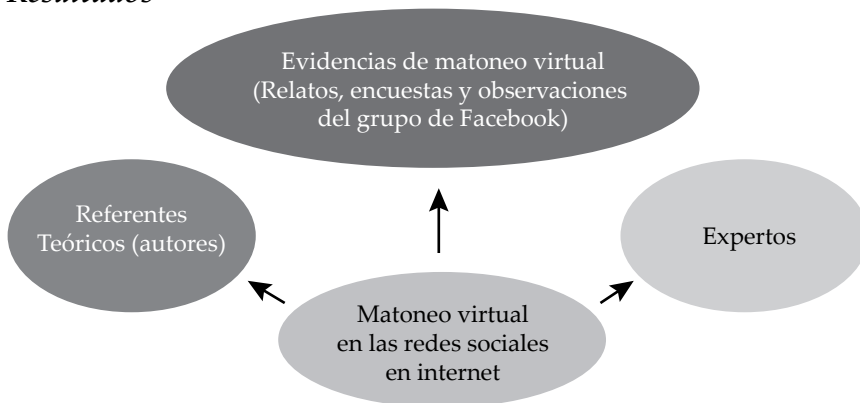 Resultados
Evidencias de matoneo virtual
(Relatos, encuestas y observaciones
del grupo de Facebook)
Referentes
Teóricos (autores)
Expertos
Matoneo virtual
en las redes sociales
en internet